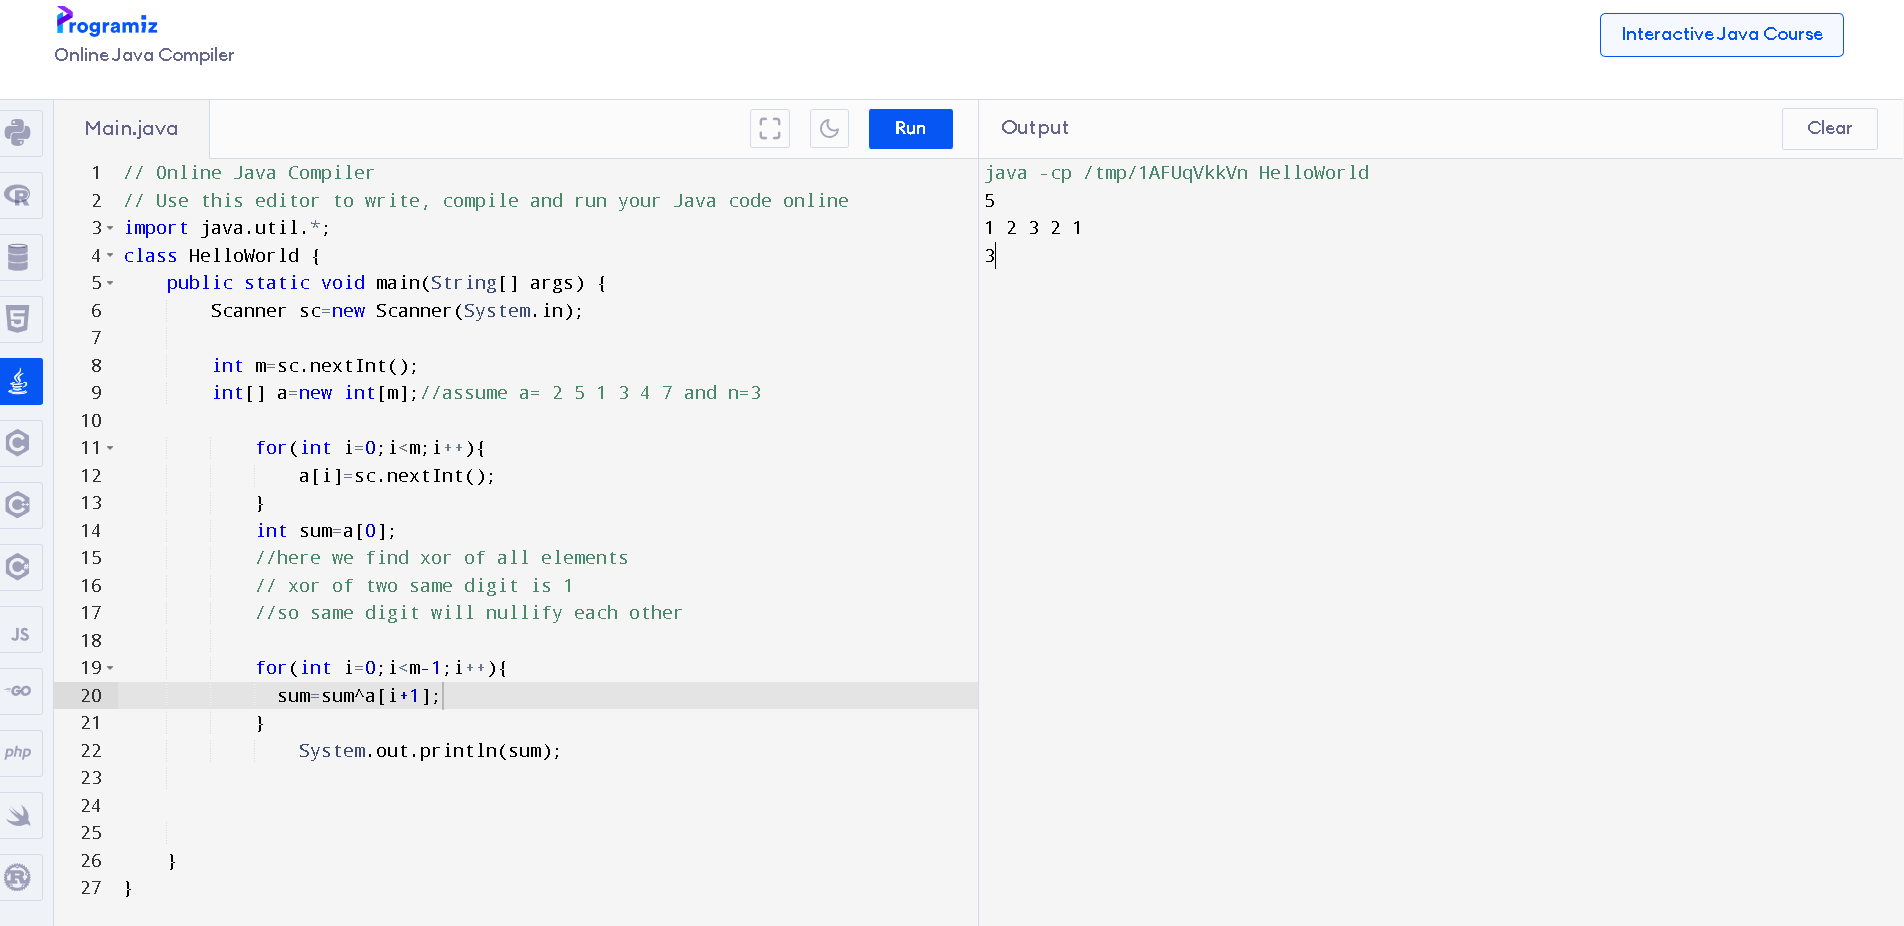 Programiz
Online Java Compiler
Interactive Java Course
Main.java
Run
Output
Clear
1 // Online Java Compiler
2 // Use this editor to write, compile and run your Java code online
3 import java.util.*;
4 class HelloWorld {
5     public static void main(String[] args) {
6         Scanner sc=new Scanner(System.in);
7
8         int m=sc.nextInt();
9         int[] a=new int[m];//assume a= 2 5 1 3 4 7 and n=3
10
11             for(int i=0;i<m;i++){
12                 a[i]=sc.nextInt();
13             }
14             int sum=a[0];
15             //here we find xor of all elements
16             // xor of two same digit is 1
17             //so same digit will nullify each other
18
19             for(int i=0;i<m-1;i++){
20               sum=sum^a[i+1];
21             }
22                 System.out.println(sum);
23
24
25
26     }
27 }
java -cp /tmp/1AFUqVkkVn HelloWorld
5
1 2 3 2 1
3
R
5
C
C
C
JS
GO
php
R